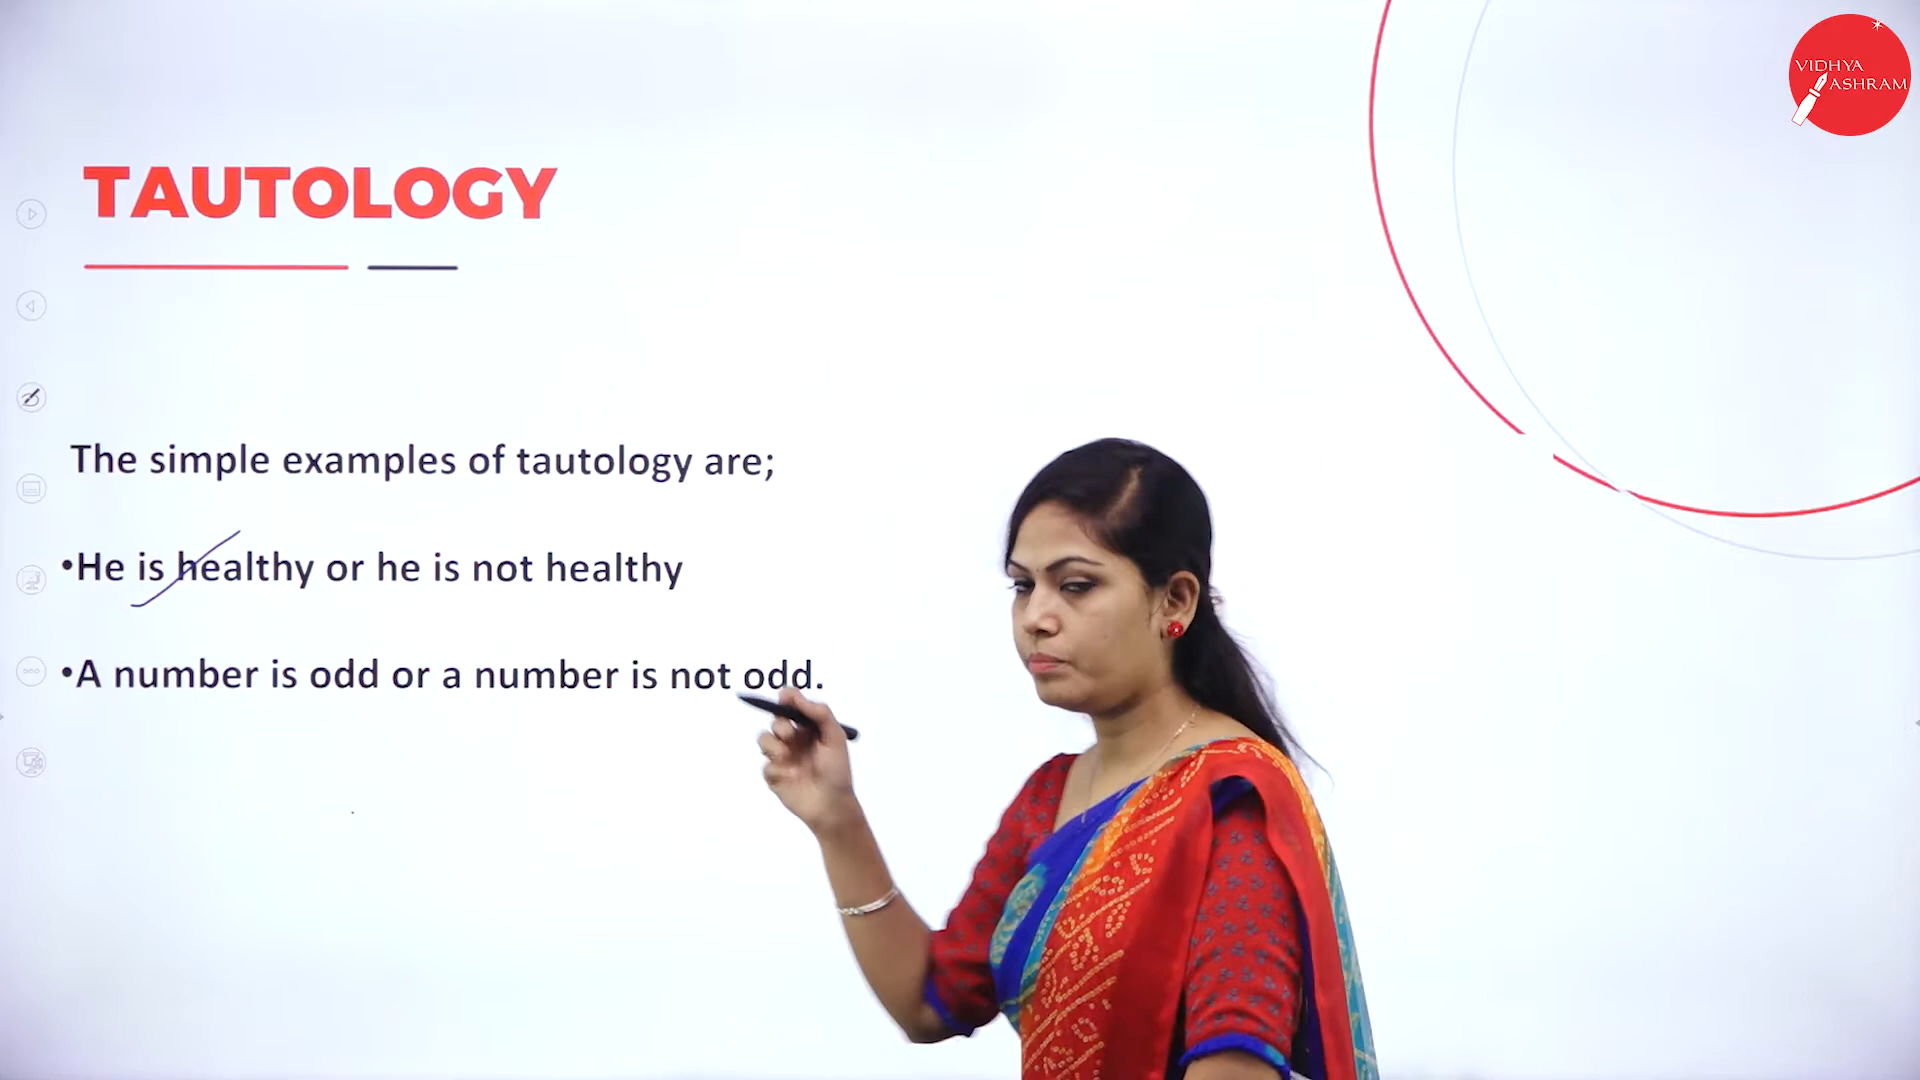 VIDHYA
ASHRAM
TAUTOLOGY
The simple examples of tautology are;
•He is healthy or he is not healthy
•A number is odd or a number is not odd.